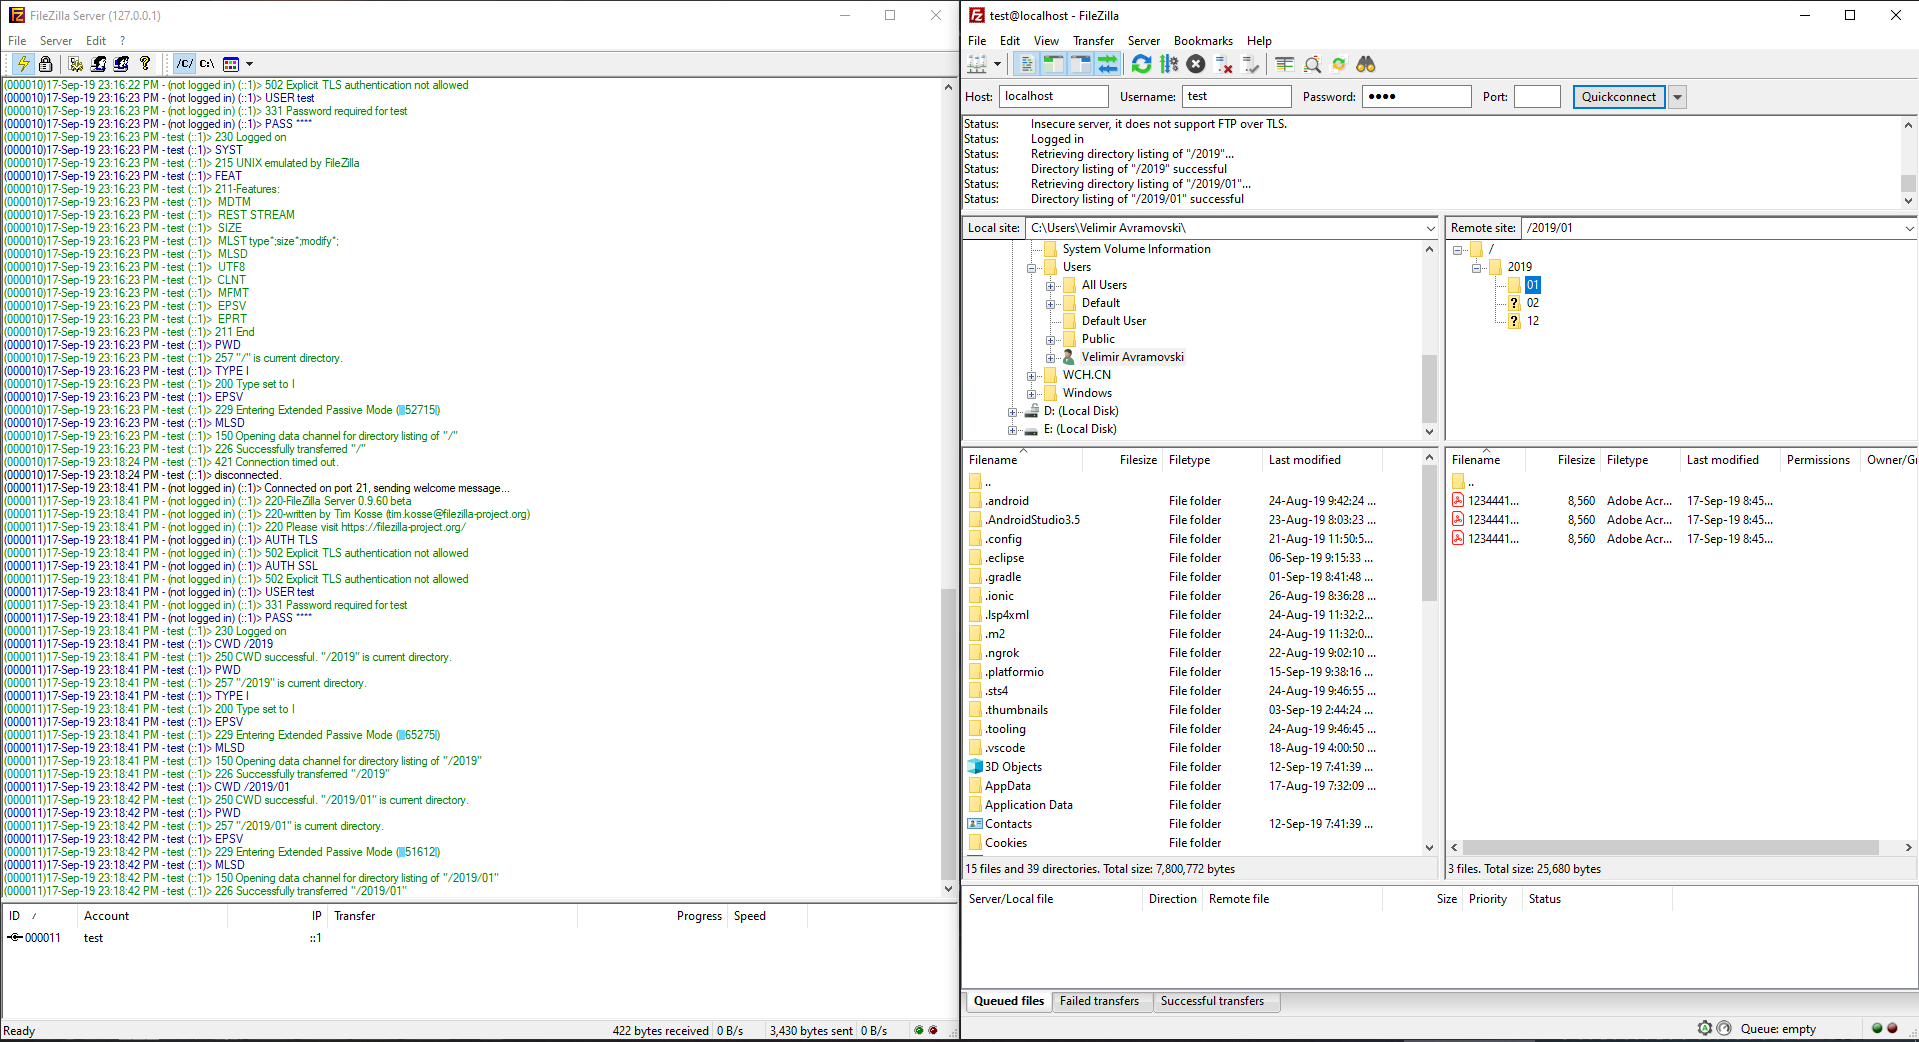 FileZilla Server (127.0.0.1)
File Server Edit ?
/C/ C:\
(000010)17-Sep-19 23:16:22 PM - (not logged in) (::1)> 502 Explicit TLS authentication not allowed
(000010)17-Sep-19 23:16:23 PM - (not logged in) (::1)> USER test
(000010)17-Sep-19 23:16:23 PM - (not logged in) (::1)> 331 Password required for test
(000010)17-Sep-19 23:16:23 PM - (not logged in) (::1)> PASS ****
(000010)17-Sep-19 23:16:23 PM - test (::1)> 230 Logged on
(000010)17-Sep-19 23:16:23 PM - test (::1)> SYST
(000010)17-Sep-19 23:16:23 PM - test (::1)> 215 UNIX emulated by FileZilla
(000010)17-Sep-19 23:16:23 PM - test (::1)> FEAT
(000010)17-Sep-19 23:16:23 PM - test (::1)> 211-Features:
(000010)17-Sep-19 23:16:23 PM - test (::1)> MDTM
(000010)17-Sep-19 23:16:23 PM - test (::1)> REST STREAM
(000010)17-Sep-19 23:16:23 PM - test (::1)> SIZE
(000010)17-Sep-19 23:16:23 PM - test (::1)> MLST type*;size*;modify*;
(000010)17-Sep-19 23:16:23 PM - test (::1)> MLSD
(000010)17-Sep-19 23:16:23 PM - test (::1)> UTF8
(000010)17-Sep-19 23:16:23 PM - test (::1)> CLNT
(000010)17-Sep-19 23:16:23 PM - test (::1)> MFMT
(000010)17-Sep-19 23:16:23 PM - test (::1)> EPSV
(000010)17-Sep-19 23:16:23 PM - test (::1)> EPRT
(000010)17-Sep-19 23:16:23 PM - test (::1)> 211 End
(000010)17-Sep-19 23:16:23 PM - test (::1)> PWD
(000010)17-Sep-19 23:16:23 PM - test (::1)> 257 "/" is current directory.
(000010)17-Sep-19 23:16:23 PM - test (::1)> TYPE I
(000010)17-Sep-19 23:16:23 PM - test (::1)> 200 Type set to I
(000010)17-Sep-19 23:16:23 PM - test (::1)> EPSV
(000010)17-Sep-19 23:16:23 PM - test (::1)> 229 Entering Extended Passive Mode (|||52715|)
(000010)17-Sep-19 23:16:23 PM - test (::1)> MLSD
(000010)17-Sep-19 23:16:23 PM - test (::1)> 150 Opening data channel for directory listing of "/"
(000010)17-Sep-19 23:16:23 PM - test (::1)> 226 Successfully transferred "/"
(000010)17-Sep-19 23:18:24 PM - test (::1)> 421 Connection timed out.
(000010)17-Sep-19 23:18:24 PM - test (::1)> disconnected.
(000011)17-Sep-19 23:18:41 PM - (not logged in) (::1)> Connected on port 21, sending welcome message...
(000011)17-Sep-19 23:18:41 PM - (not logged in) (::1)> 220-FileZilla Server 0.9.60 beta
(000011)17-Sep-19 23:18:41 PM - (not logged in) (::1)> 220-written by Tim Kosse (tim.kosse@filezilla-project.org)
(000011)17-Sep-19 23:18:41 PM - (not logged in) (::1)> 220 Please visit https://filezilla-project.org/
(000011)17-Sep-19 23:18:41 PM - (not logged in) (::1)> AUTH TLS
(000011)17-Sep-19 23:18:41 PM - (not logged in) (::1)> 502 Explicit TLS authentication not allowed
(000011)17-Sep-19 23:18:41 PM - (not logged in) (::1)> AUTH SSL
(000011)17-Sep-19 23:18:41 PM - (not logged in) (::1)> 502 Explicit TLS authentication not allowed
(000011)17-Sep-19 23:18:41 PM - (not logged in) (::1)> USER test
(000011)17-Sep-19 23:18:41 PM - (not logged in) (::1)> 331 Password required for test
(000011)17-Sep-19 23:18:41 PM - (not logged in) (::1)> PASS ****
(000011)17-Sep-19 23:18:41 PM - test (::1)> 230 Logged on
(000011)17-Sep-19 23:18:41 PM - test (::1)> CWD /2019
(000011)17-Sep-19 23:18:41 PM - test (::1)> 250 CWD successful. "/2019" is current directory.
(000011)17-Sep-19 23:18:41 PM - test (::1)> PWD
(000011)17-Sep-19 23:18:41 PM - test (::1)> 257 "/2019" is current directory.
(000011)17-Sep-19 23:18:41 PM - test (::1)> TYPE I
(000011)17-Sep-19 23:18:41 PM - test (::1)> 200 Type set to I
(000011)17-Sep-19 23:18:41 PM - test (::1)> EPSV
(000011)17-Sep-19 23:18:41 PM - test (::1)> 229 Entering Extended Passive Mode (|||65275|)
(000011)17-Sep-19 23:18:41 PM - test (::1)> MLSD
(000011)17-Sep-19 23:18:41 PM - test (::1)> 150 Opening data channel for directory listing of "/2019"
(000011)17-Sep-19 23:18:41 PM - test (::1)> 226 Successfully transferred "/2019"
(000011)17-Sep-19 23:18:42 PM - test (::1)> CWD /2019/01
(000011)17-Sep-19 23:18:42 PM - test (::1)> 250 CWD successful. "/2019/01" is current directory.
(000011)17-Sep-19 23:18:42 PM - test (::1)> PWD
(000011)17-Sep-19 23:18:42 PM - test (::1)> 257 "/2019/01" is current directory.
(000011)17-Sep-19 23:18:42 PM - test (::1)> EPSV
(000011)17-Sep-19 23:18:42 PM - test (::1)> 229 Entering Extended Passive Mode (|||51612|)
(000011)17-Sep-19 23:18:42 PM - test (::1)> MLSD
(000011)17-Sep-19 23:18:42 PM - test (::1)> 150 Opening data channel for directory listing of "/2019/01"
(000011)17-Sep-19 23:18:42 PM - test (::1)> 226 Successfully transferred "/2019/01"
ID / Account IP Transfer Progress Speed
000011 test ::1
Ready 422 bytes received 0 B/s 3,430 bytes sent 0 B/s
test@localhost - FileZilla
File Edit View Transfer Server Bookmarks Help
Host: localhost Username: test Password: ●●●● Port: Quickconnect
Status: Insecure server, it does not support FTP over TLS.
Status: Logged in
Status: Retrieving directory listing of "/2019"...
Status: Directory listing of "/2019" successful
Status: Retrieving directory listing of "/2019/01"...
Status: Directory listing of "/2019/01" successful
Local site: C:\Users\Velimir Avramovski\
System Volume Information
Users
All Users
Default
Default User
Public
Velimir Avramovski
WCH.CN
Windows
D: (Local Disk)
E: (Local Disk)
Remote site: /2019/01
/
2019
01
02
12
Filename Filesize Filetype Last modified
..
.android File folder 24-Aug-19 9:42:24 ...
.AndroidStudio3.5 File folder 23-Aug-19 8:03:23 ...
.config File folder 21-Aug-19 11:50:5...
.eclipse File folder 06-Sep-19 9:15:33 ...
.gradle File folder 01-Sep-19 8:41:48 ...
.ionic File folder 26-Aug-19 8:36:28 ...
.lsp4xml File folder 24-Aug-19 11:32:2...
.m2 File folder 24-Aug-19 11:32:0...
.ngrok File folder 22-Aug-19 9:02:10 ...
.platformio File folder 15-Sep-19 9:38:16 ...
.sts4 File folder 24-Aug-19 9:46:55 ...
.thumbnails File folder 03-Sep-19 2:44:24 ...
.tooling File folder 24-Aug-19 9:46:45 ...
.vscode File folder 18-Aug-19 4:00:50 ...
3D Objects File folder 12-Sep-19 7:41:39 ...
AppData File folder 17-Aug-19 7:32:09 ...
Application Data File folder
Contacts File folder 12-Sep-19 7:41:39 ...
Cookies File folder
15 files and 39 directories. Total size: 7,800,772 bytes
Filename Filesize Filetype Last modified Permissions Owner/Gr
..
1234441... 8,560 Adobe Acr... 17-Sep-19 8:45...
1234441... 8,560 Adobe Acr... 17-Sep-19 8:45...
1234441... 8,560 Adobe Acr... 17-Sep-19 8:45...
3 files. Total size: 25,680 bytes
Server/Local file Direction Remote file Size Priority Status
Queued files Failed transfers Successful transfers
Queue: empty